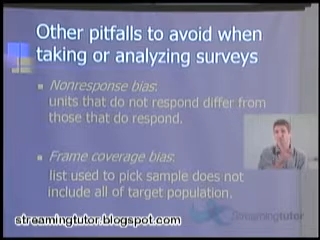 Other pitfalls to avoid when
taking or analyzing surveys
Nonresponse bias:
units that do not respond differ from
those that do respond.
Frame coverage bias:
list used to pick sample does not
include all of target population.
Streamingtutor
streamingtutor.blogspot.com